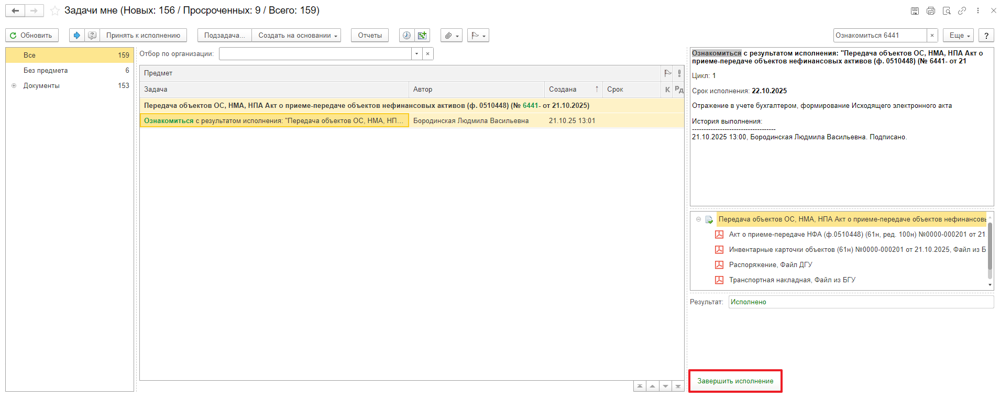 Задачи мне (Новых: 156 / Просроченных: 9 / Всего: 159)
Обновить
Принять к исполнению
Подзадача...
Создать на основании
Отчеты
Ознакомиться 6441
×
Еще
?
Все 159
Без предмета 6
Документы 153
Отбор по организации:
×
Предмет
Задача Автор Создана ↑ Срок К Рд
Передача объектов ОС, НМА, НПА Акт о приеме-передаче объектов нефинансовых активов (ф. 0510448) (№ 6441- от 21.10.2025)
Ознакомиться с результатом исполнения: "Передача объектов ОС, НМА, НП... Бородинская Людмила Васильевна 21.10.25 13:01
Ознакомиться с результатом исполнения: "Передача объектов ОС, НМА, НПА Акт о
приеме-передаче объектов нефинансовых активов (ф. 0510448) (№ 6441- от 21
Цикл: 1
Срок исполнения: 22.10.2025
Отражение в учете бухгалтером, формирование Исходящего электронного акта
История выполнения:
------------------------------------
21.10.2025 13:00, Бородинская Людмила Васильевна. Подписано.
Передача объектов ОС, НМА, НПА Акт о приеме-передаче объектов нефинансовы
Акт о приеме-передаче НФА (ф.0510448) (61н, ред. 100н) №0000-000201 от 21
Инвентарные карточки объектов (61н) №0000-000201 от 21.10.2025, Файл из Б
Распоряжение, Файл ДГУ
Транспортная накладная, Файл из БГУ
Результат: Исполнено
Завершить исполнение